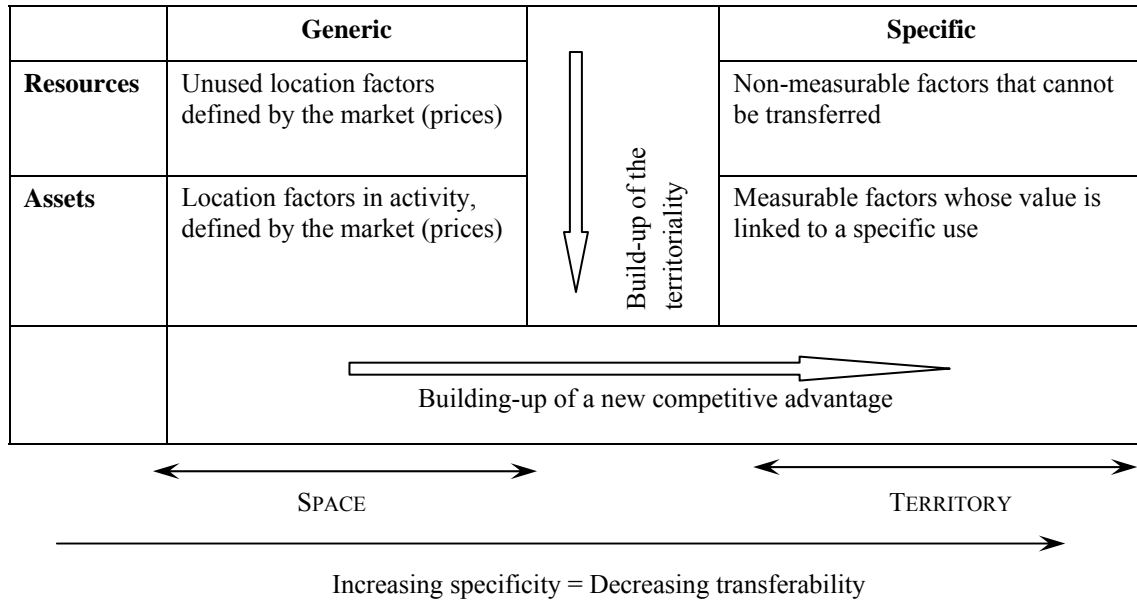 Generic
Specific
Resources
Unused location factors
defined by the market (prices)
Non-measurable factors that cannot
be transferred
Build-up of the
territoriality
Assets
Location factors in activity,
defined by the market (prices)
Measurable factors whose value is
linked to a specific use
Building-up of a new competitive advantage
SPACE
TERRITORY
Increasing specificity = Decreasing transferability